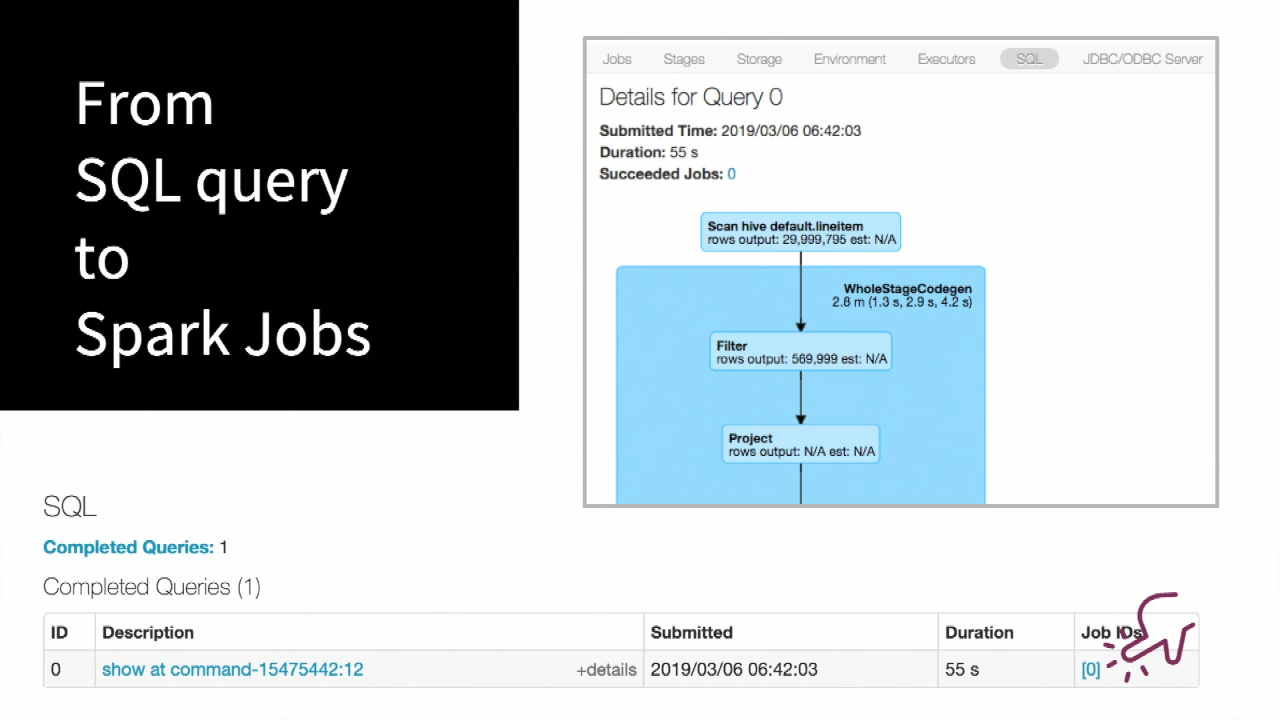 From
SQL query
to
Spark Jobs
Jobs Stages Storage Environment Executors SQL JDBC/ODBC Server
Details for Query 0
Submitted Time: 2019/03/06 06:42:03
Duration: 55 s
Succeeded Jobs: 0
Scan hive default.lineitem
rows output: 29,999,795 est: N/A
WholeStageCodegen
2.8 m (1.3 s, 2.9 s, 4.2 s)
Filter
rows output: 569,999 est: N/A
Project
rows output: N/A est: N/A
SQL
Completed Queries: 1
Completed Queries (1)
ID Description Submitted Duration Job IDs
0 show at command-15475442:12 +details 2019/03/06 06:42:03 55 s [0]